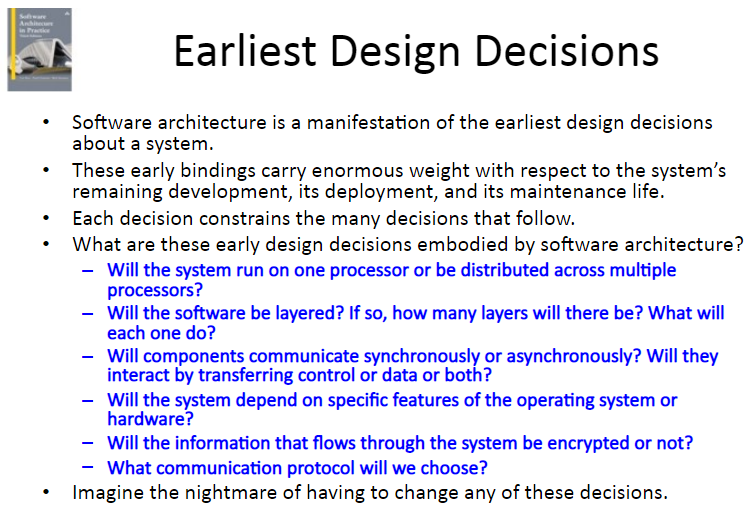 Software
Architecture
in Practice
Third Edition
Earliest Design Decisions
• Software architecture is a manifestation of the earliest design decisions
about a system.
• These early bindings carry enormous weight with respect to the system’s
remaining development, its deployment, and its maintenance life.
• Each decision constrains the many decisions that follow.
• What are these early design decisions embodied by software architecture?
– Will the system run on one processor or be distributed across multiple
processors?
– Will the software be layered? If so, how many layers will there be? What will
each one do?
– Will components communicate synchronously or asynchronously? Will they
interact by transferring control or data or both?
– Will the system depend on specific features of the operating system or
hardware?
– Will the information that flows through the system be encrypted or not?
– What communication protocol will we choose?
• Imagine the nightmare of having to change any of these decisions.